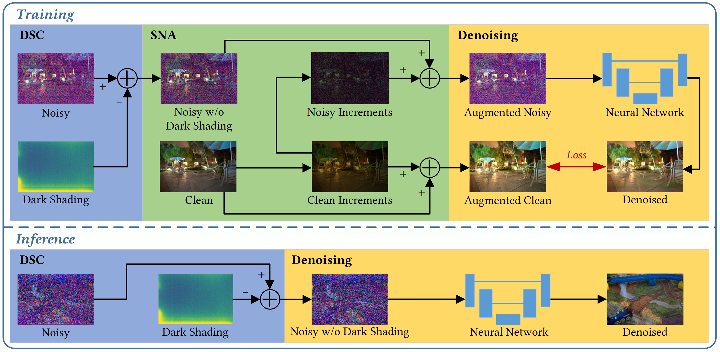 Training
DSC
SNA
Denoising
+
−
+
+
Noisy
Noisy w/o
Dark Shading
Noisy Increments
Augmented Noisy
Neural Network
+
+
Loss
Dark Shading
Clean
Clean Increments
Augmented Clean
Denoised
Inference
DSC
Denoising
+
−
Noisy
Dark Shading
Noisy w/o Dark Shading
Neural Network
Denoised